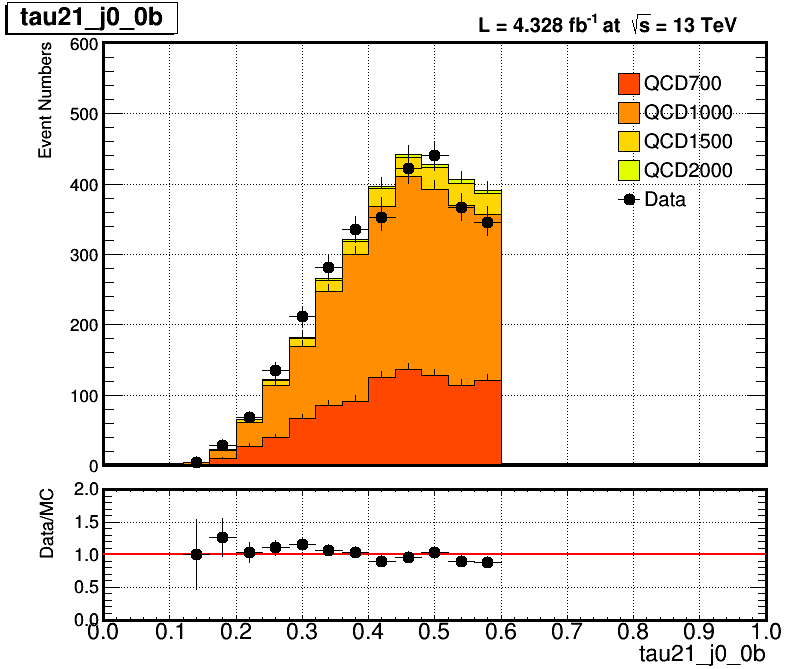 tau21_j0_0b
L = 4.328 fb⁻¹ at √s = 13 TeV
Event Numbers
600
500
400
300
200
100
0
QCD700
QCD1000
QCD1500
QCD2000
Data
Data/MC
2.0
1.5
1.0
0.5
0.0
0.0 0.1 0.2 0.3 0.4 0.5 0.6 0.7 0.8 0.9 1.0
tau21_j0_0b